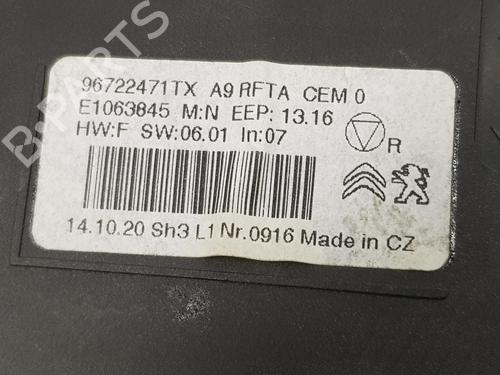 96722471TX A9 RFTA CEM 0
E1063845 M:N EEP: 13.16
HW:F SW:06.01 In:07
R
14.10.20 Sh3 L1 Nr.0916 Made in CZ
B-PARTS